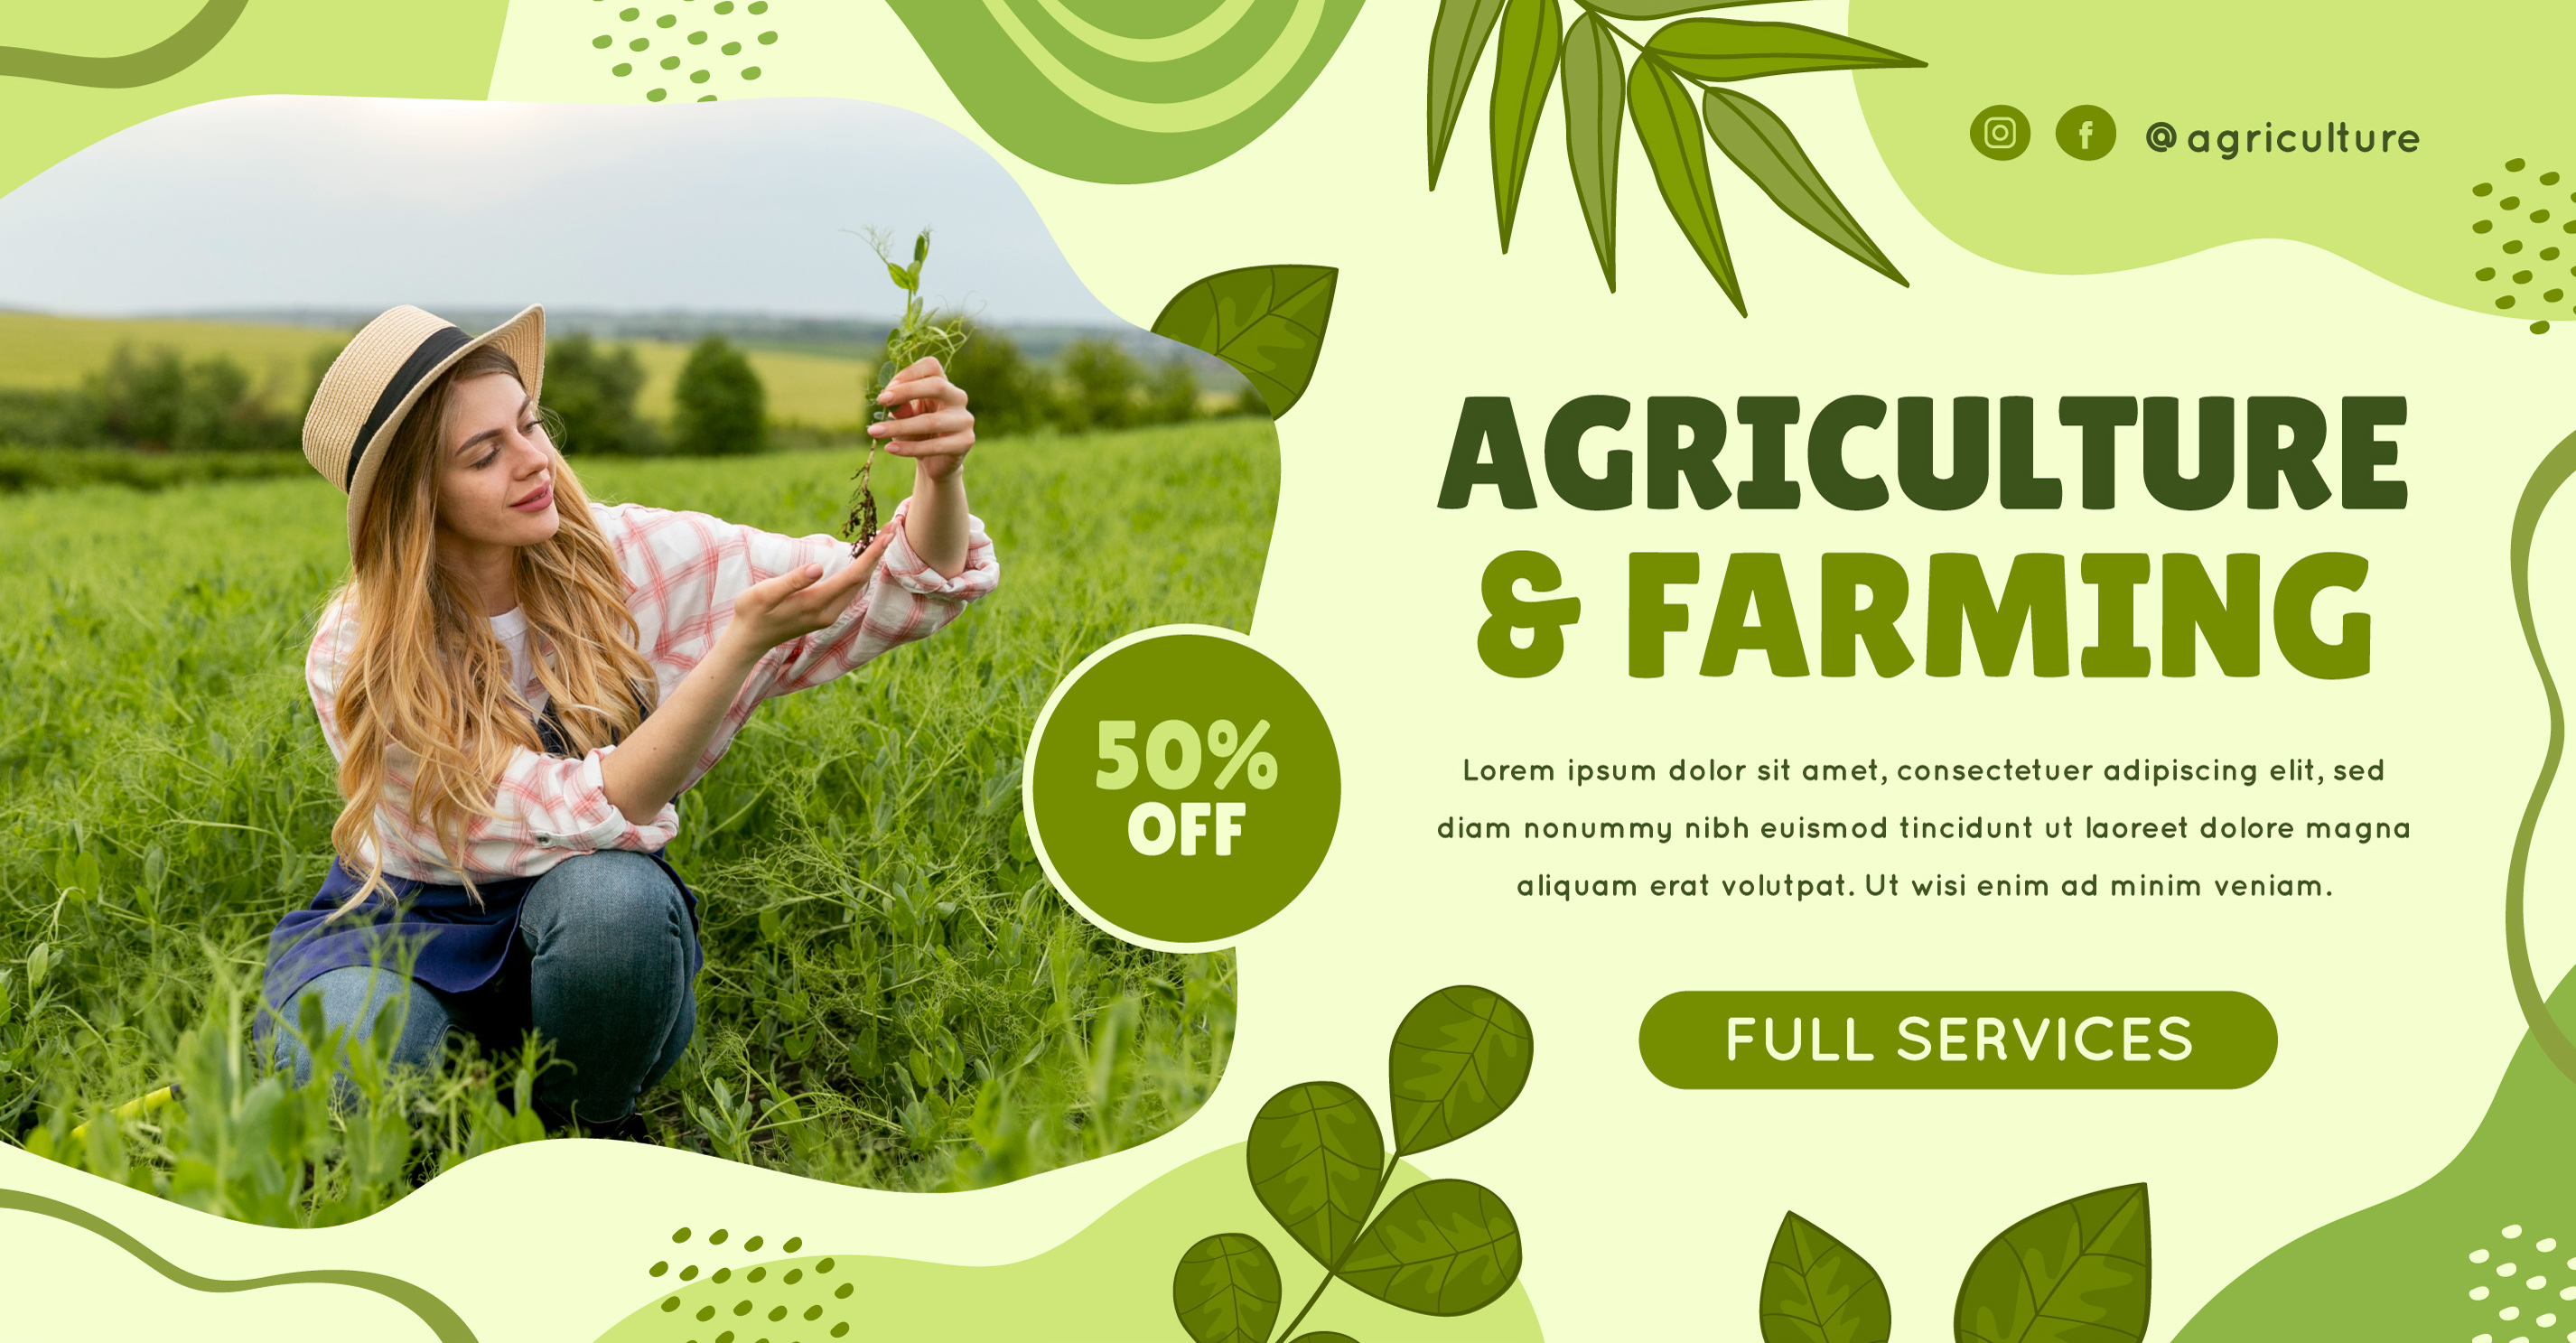 @agriculture
AGRICULTURE
& FARMING
50%
OFF
Lorem ipsum dolor sit amet, consectetuer adipiscing elit, sed
diam nonummy nibh euismod tincidunt ut laoreet dolore magna
aliquam erat volutpat. Ut wisi enim ad minim veniam.
FULL SERVICES